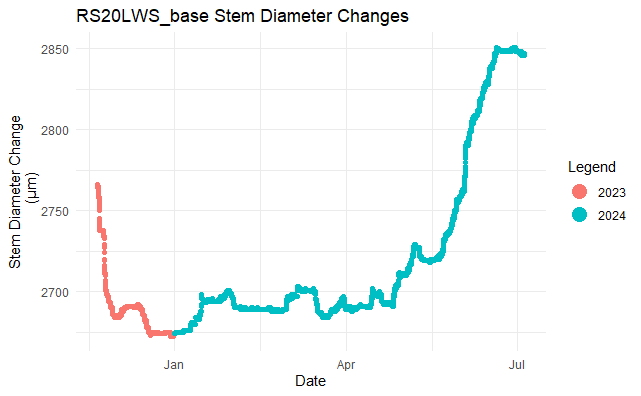 RS20LWS_base Stem Diameter Changes
2850
2800
2750
2700
Stem Diameter Change
(µm)
Jan
Apr
Jul
Date
Legend
2023
2024